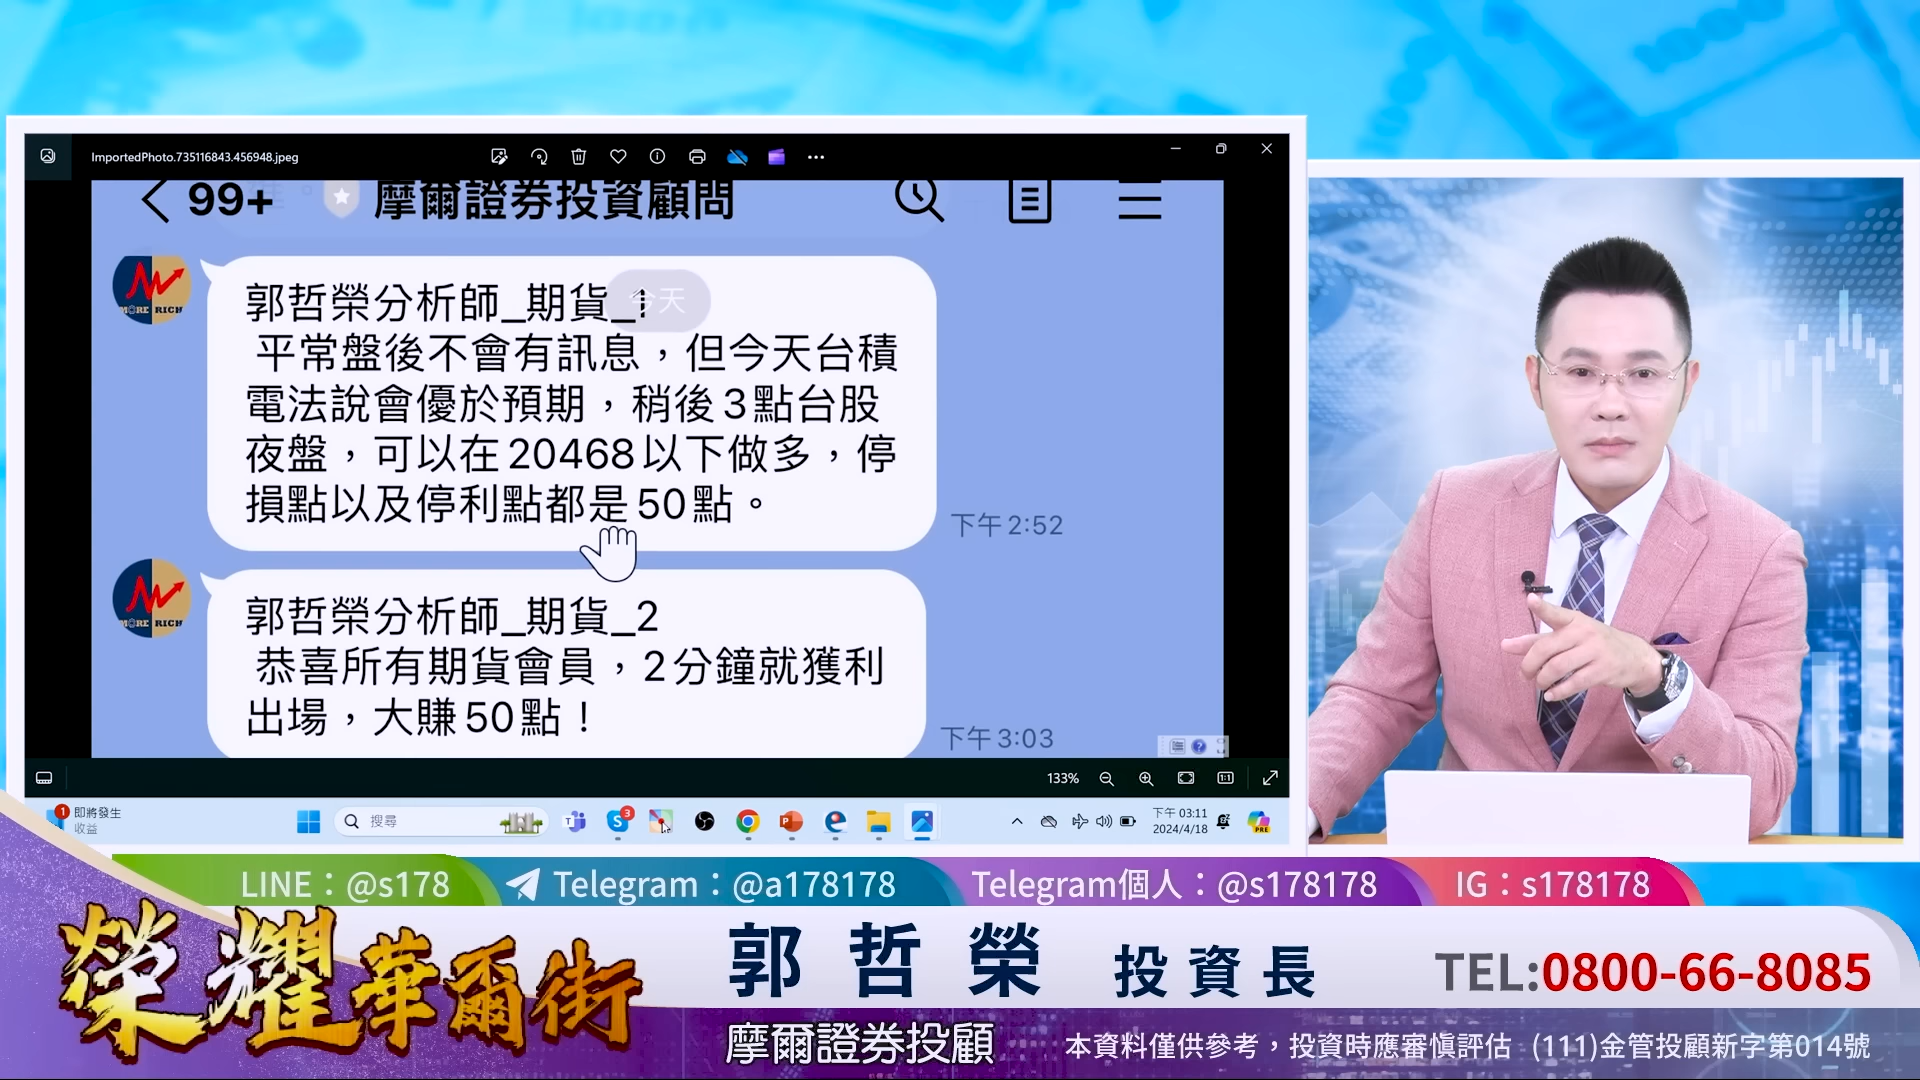 ImportedPhoto.735116843.456948.jpeg
99+
摩爾證券投資顧問
今天
郭哲榮分析師_期貨_1
平常盤後不會有訊息，但今天台積
電法說會優於預期，稍後3點台股
夜盤，可以在20468以下做多，停
損點以及停利點都是50點。
下午2:52
MORE RICH
郭哲榮分析師_期貨_2
恭喜所有期貨會員，2分鐘就獲利
出場，大賺50點！
下午3:03
MORE RICH
133%
1
即將發生
收益
搜尋
3
下午 03:11
2024/4/18
PRE
LINE：@s178
Telegram：@a178178
Telegram個人：@s178178
IG：s178178
榮耀華爾街
郭哲榮 投資長
TEL:0800-66-8085
摩爾證券投顧
本資料僅供參考，投資時應審慎評估 (111)金管投顧新字第014號